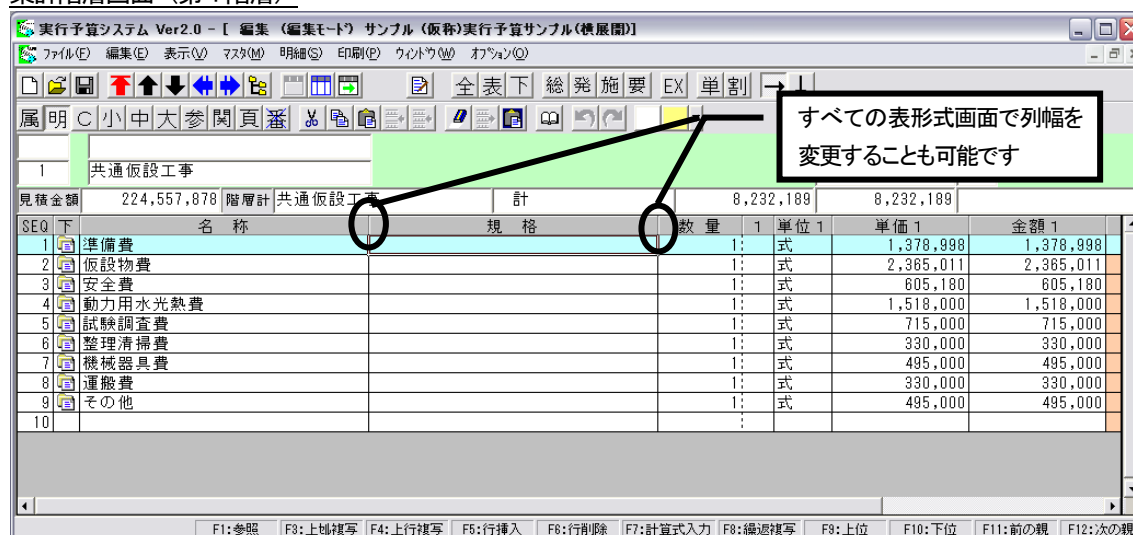 集計階層画面（第4階層）
実行予算システム Ver2.0 - [ 編集 (編集モード) サンプル (仮称)実行予算サンプル(横展開)]
ファイル(F) 編集(E) 表示(V) マスタ(M) 明細(S) 印刷(P) ウィンドウ(W) オプション(O)
全 表 下 総 発 施 要 EX 単 割 → ↓
属 明 C 小 中 大 参 関 頁 番
すべての表形式画面で列幅を
変更することも可能です
1 共通仮設工事
見積金額 224,557,878 階層計 共通仮設工事 計 8,232,189 8,232,189
SEQ 下 名 称 規 格 数 量 1 単位 1 単価 1 金額 1
1 準備費 1 式 1,378,998 1,378,998
2 仮設物費 1 式 2,365,011 2,365,011
3 安全費 1 式 605,180 605,180
4 動力用水光熱費 1 式 1,518,000 1,518,000
5 試験調査費 1 式 715,000 715,000
6 整理清掃費 1 式 330,000 330,000
7 機械器具費 1 式 495,000 495,000
8 運搬費 1 式 330,000 330,000
9 その他 1 式 495,000 495,000
10
F1:参照 F3:上ｾﾙ複写 F4:上行複写 F5:行挿入 F6:行削除 F7:計算式入力 F8:繰返複写 F9:上位 F10:下位 F11:前の親 F12:次の親